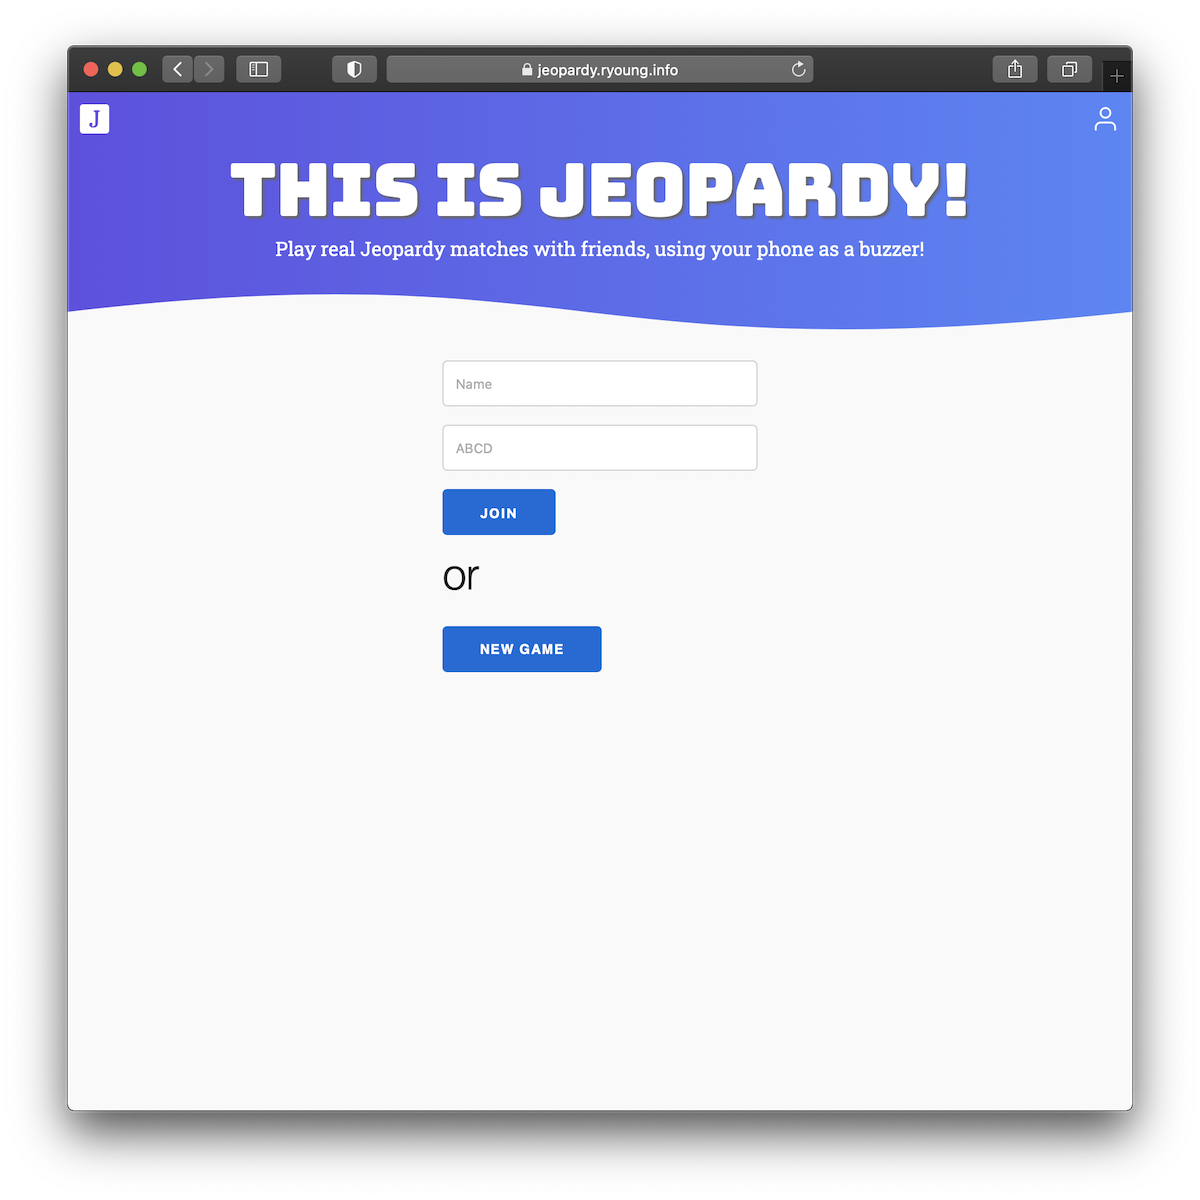 jeopardy.ryoung.info
J
THIS IS JEOPARDY!
Play real Jeopardy matches with friends, using your phone as a buzzer!
Name
ABCD
JOIN
or
NEW GAME